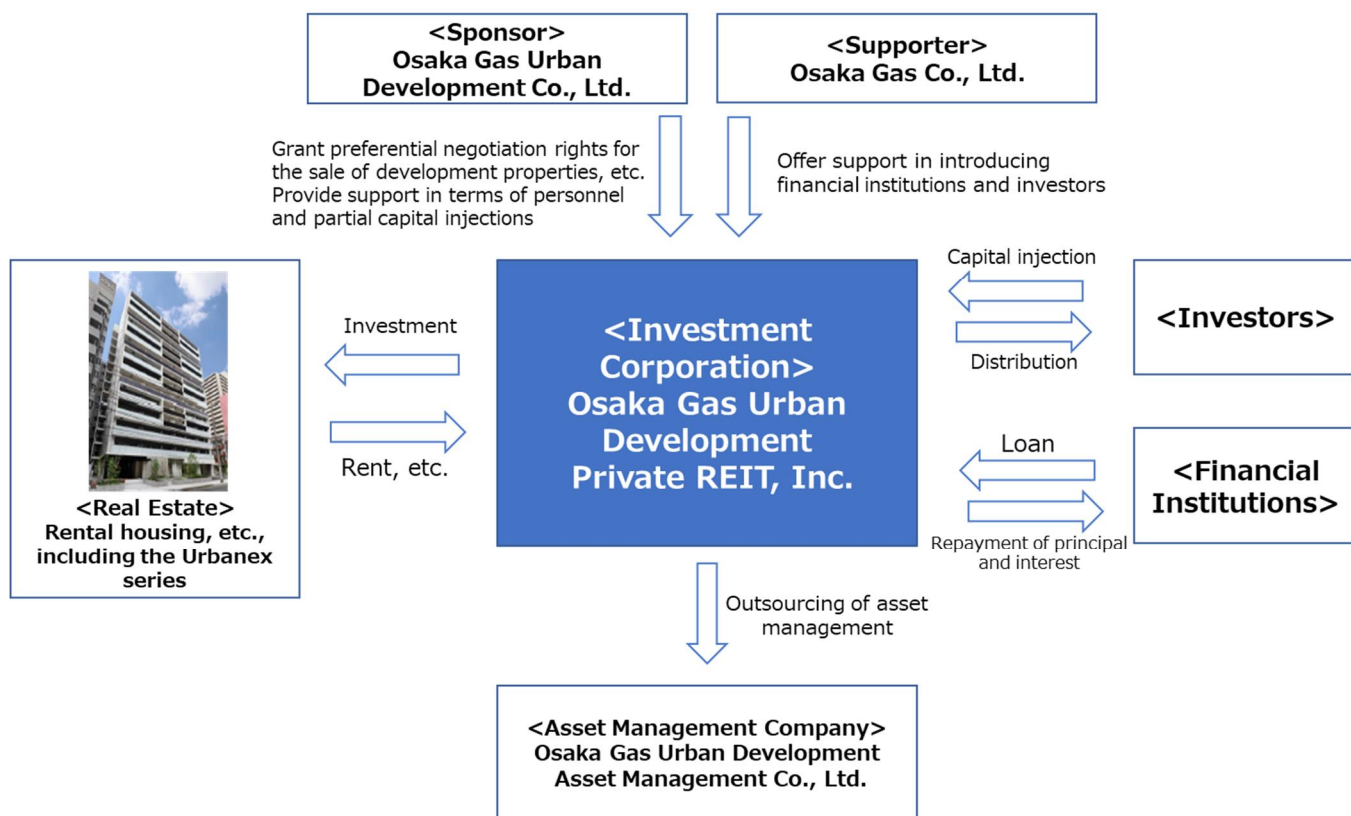 <Sponsor>
Osaka Gas Urban
Development Co., Ltd.
<Supporter>
Osaka Gas Co., Ltd.
Grant preferential negotiation rights for
the sale of development properties, etc.
Provide support in terms of personnel
and partial capital injections
Offer support in introducing
financial institutions and investors
<Real Estate>
Rental housing, etc.,
including the Urbanex
series
Investment
Rent, etc.
<Investment
Corporation>
Osaka Gas Urban
Development
Private REIT, Inc.
Capital injection
Distribution
<Investors>
Loan
Repayment of principal
and interest
<Financial
Institutions>
Outsourcing of asset
management
<Asset Management Company>
Osaka Gas Urban Development
Asset Management Co., Ltd.